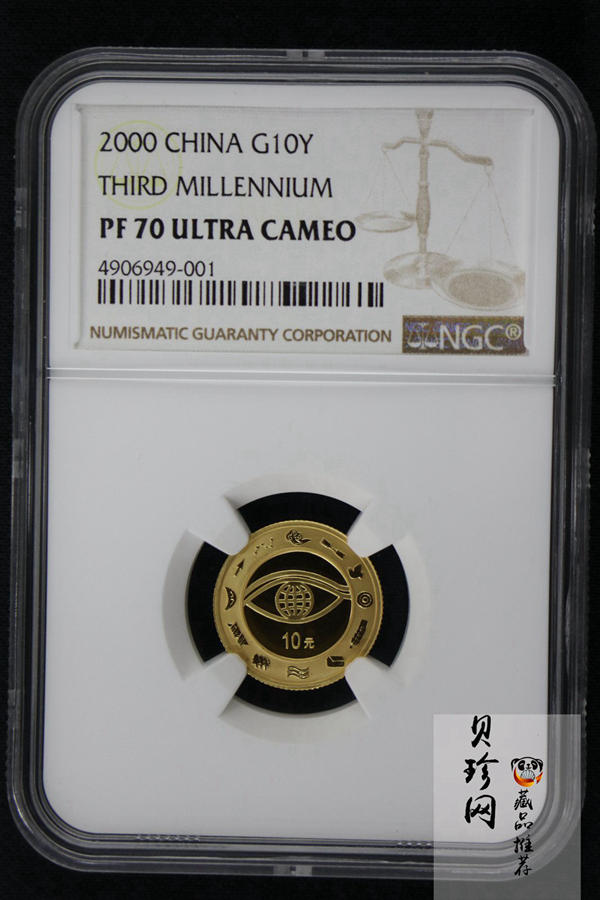 2000 CHINA G10Y
THIRD MILLENNIUM
PF 70 ULTRA CAMEO
4906949-001
NUMISMATIC GUARANTY CORPORATION
NGC®
10元
贝珍网
藏品推荐